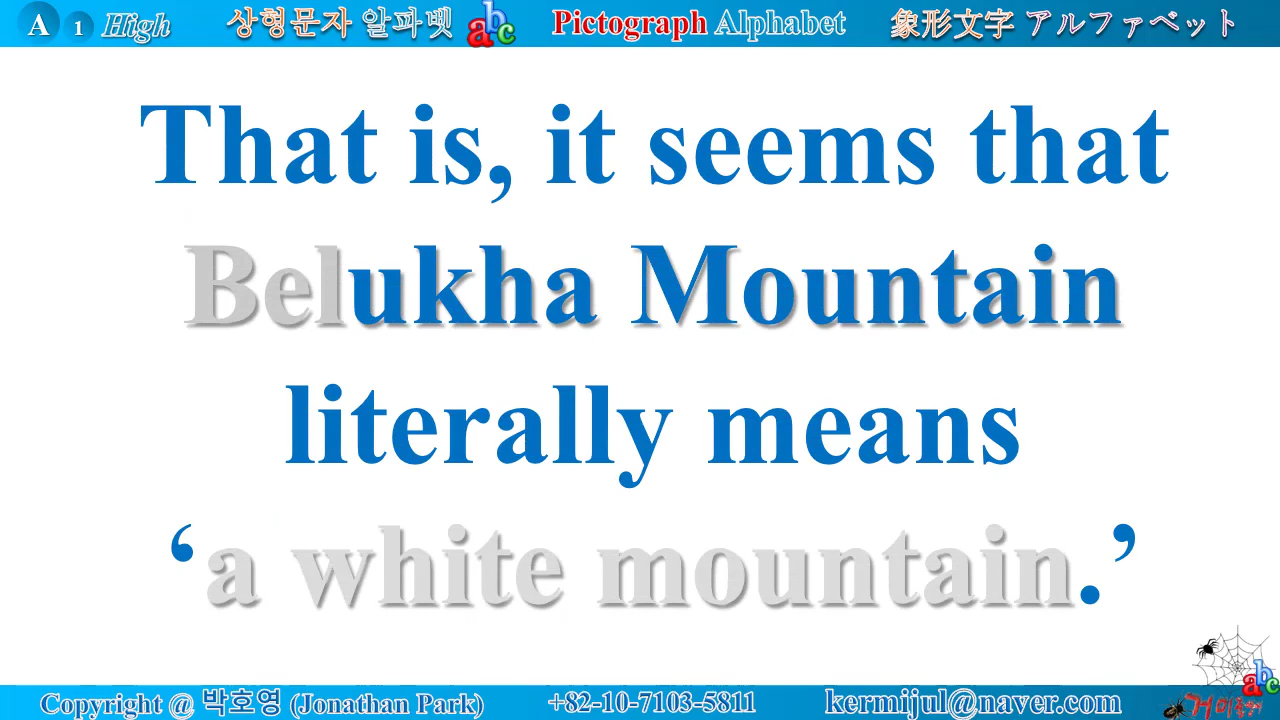 A 1 High 상형문자 알파벳 abc Pictograph Alphabet 象形文字 アルファベット
That is, it seems that
Belukha Mountain
literally means
‘a white mountain.’
abc
Copyright @ 박호영 (Jonathan Park) +82-10-7103-5811 kermijul@naver.com